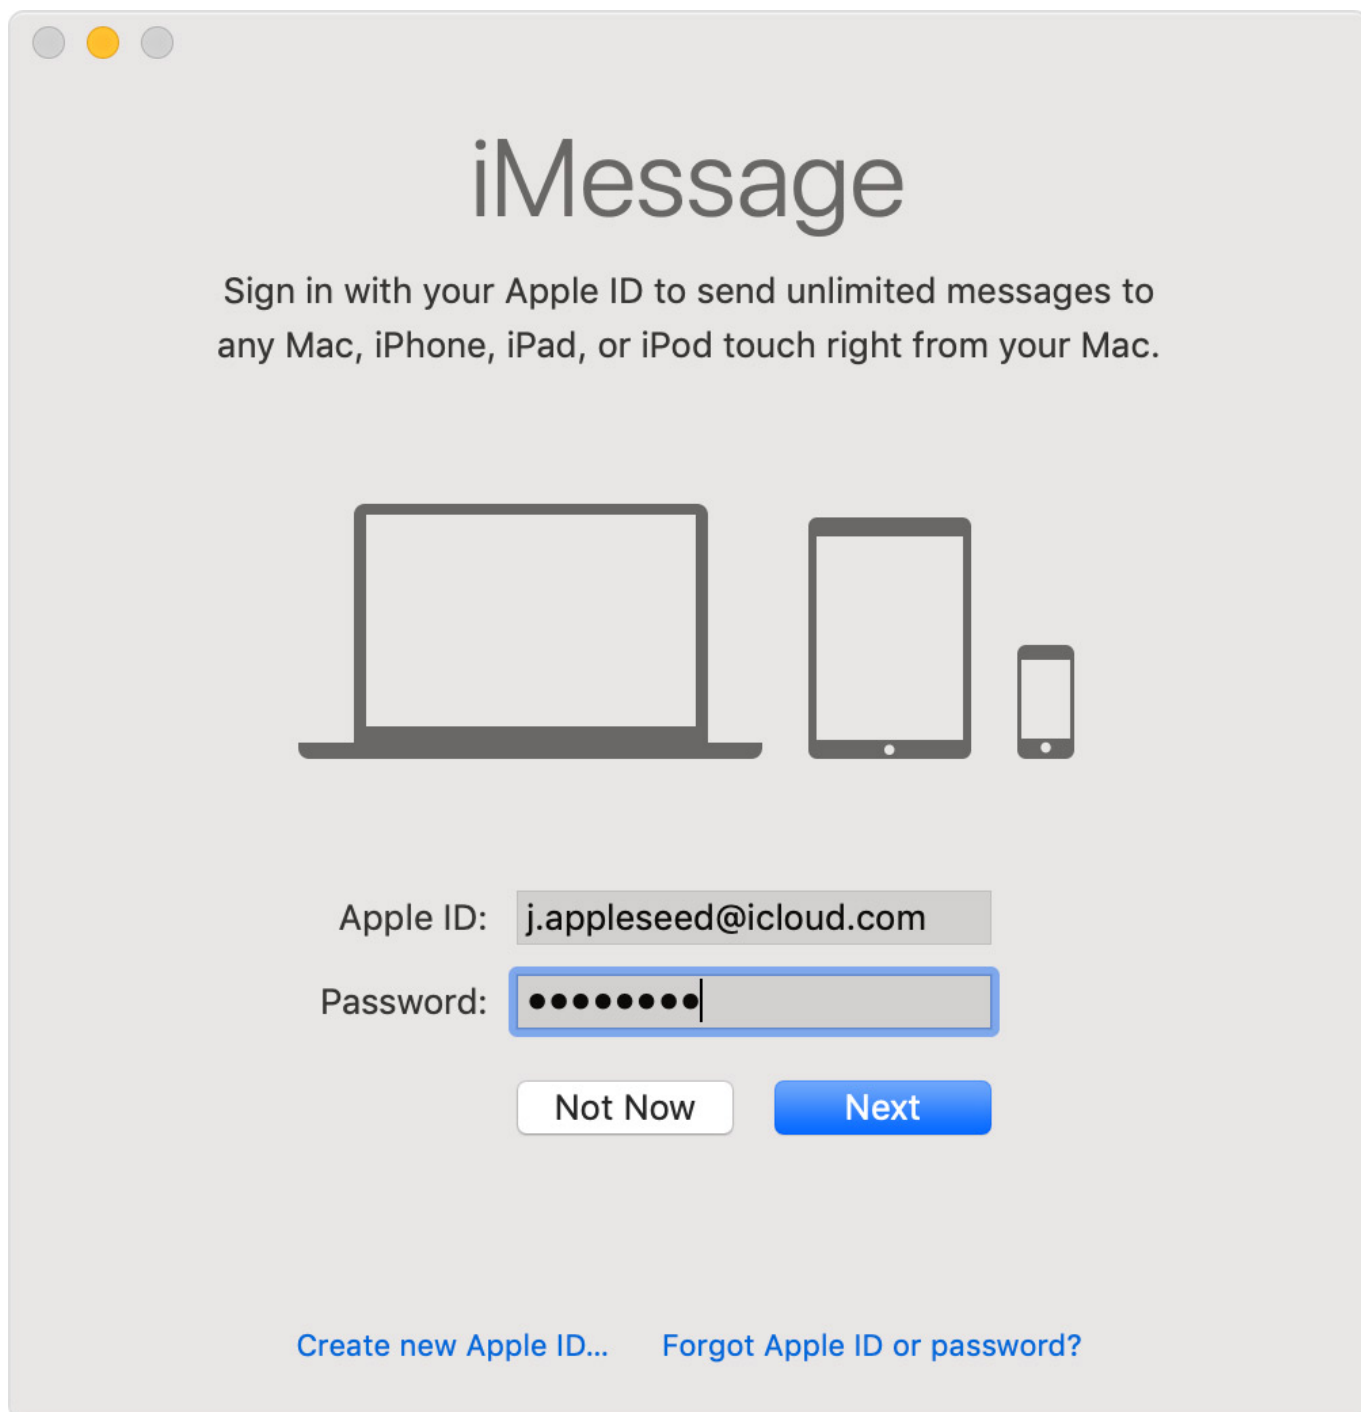 iMessage
Sign in with your Apple ID to send unlimited messages to
any Mac, iPhone, iPad, or iPod touch right from your Mac.
Apple ID: j.appleseed@icloud.com
Password: ••••••••
Not Now Next
Create new Apple ID... Forgot Apple ID or password?